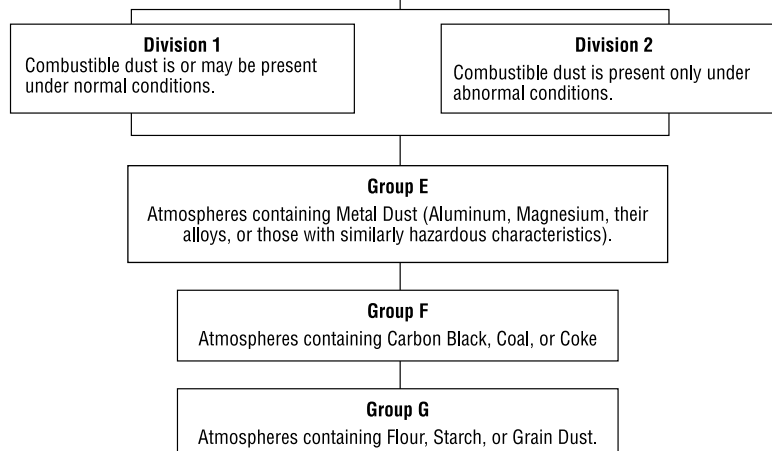 Division 1
Combustible dust is or may be present
under normal conditions.
Division 2
Combustible dust is present only under
abnormal conditions.
Group E
Atmospheres containing Metal Dust (Aluminum, Magnesium, their
alloys, or those with similarly hazardous characteristics).
Group F
Atmospheres containing Carbon Black, Coal, or Coke
Group G
Atmospheres containing Flour, Starch, or Grain Dust.